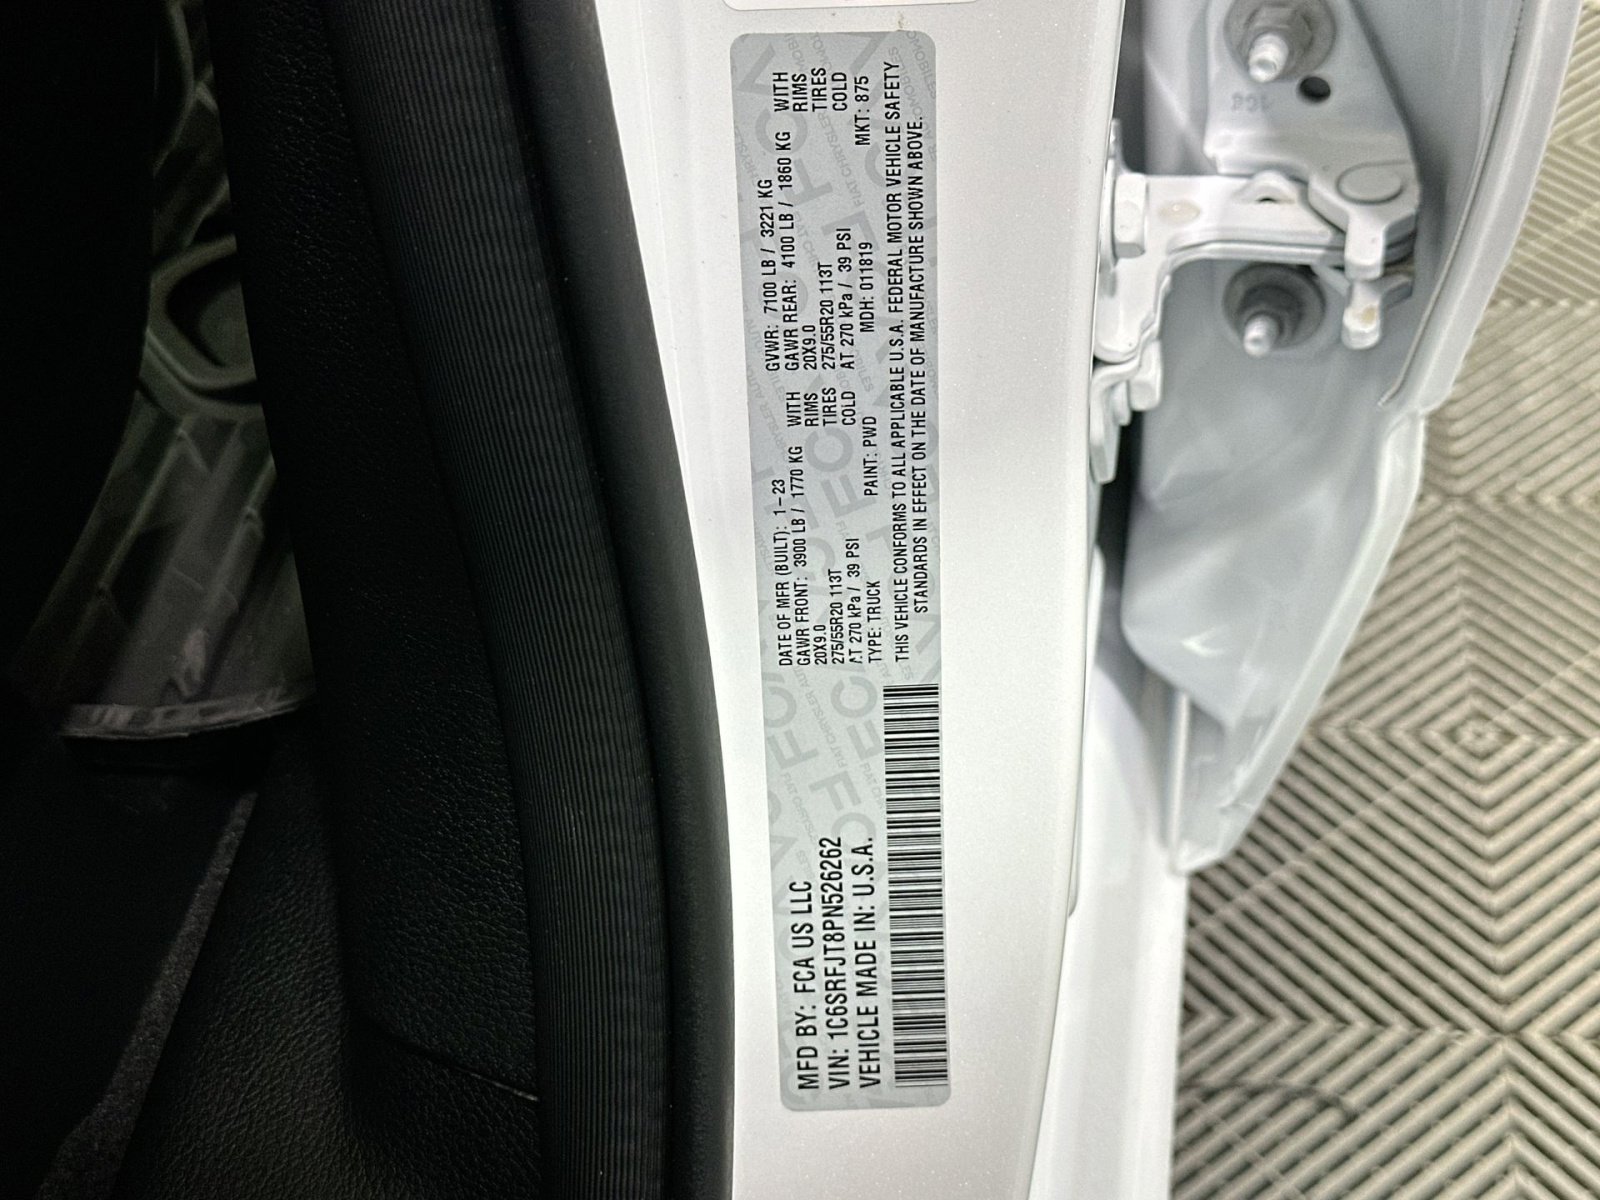 MFD BY: FCA US LLC
VIN: 1C6SRFJT8PN526262
VEHICLE MADE IN: U.S.A.
DATE OF MFR (BUILT): 1-23 GVWR: 7100 LB / 3221 KG
GAWR FRONT: 3900 LB / 1770 KG WITH GAWR REAR: 4100 LB / 1860 KG WITH
20X9.0 RIMS 20X9.0 RIMS
275/55R20 113T TIRES 275/55R20 113T TIRES
AT 270 kPa / 39 PSI COLD AT 270 kPa / 39 PSI COLD
TYPE: TRUCK PAINT: PWD MDH: 011819 MKT: 875
THIS VEHICLE CONFORMS TO ALL APPLICABLE U.S.A. FEDERAL MOTOR VEHICLE SAFETY
STANDARDS IN EFFECT ON THE DATE OF MANUFACTURE SHOWN ABOVE.